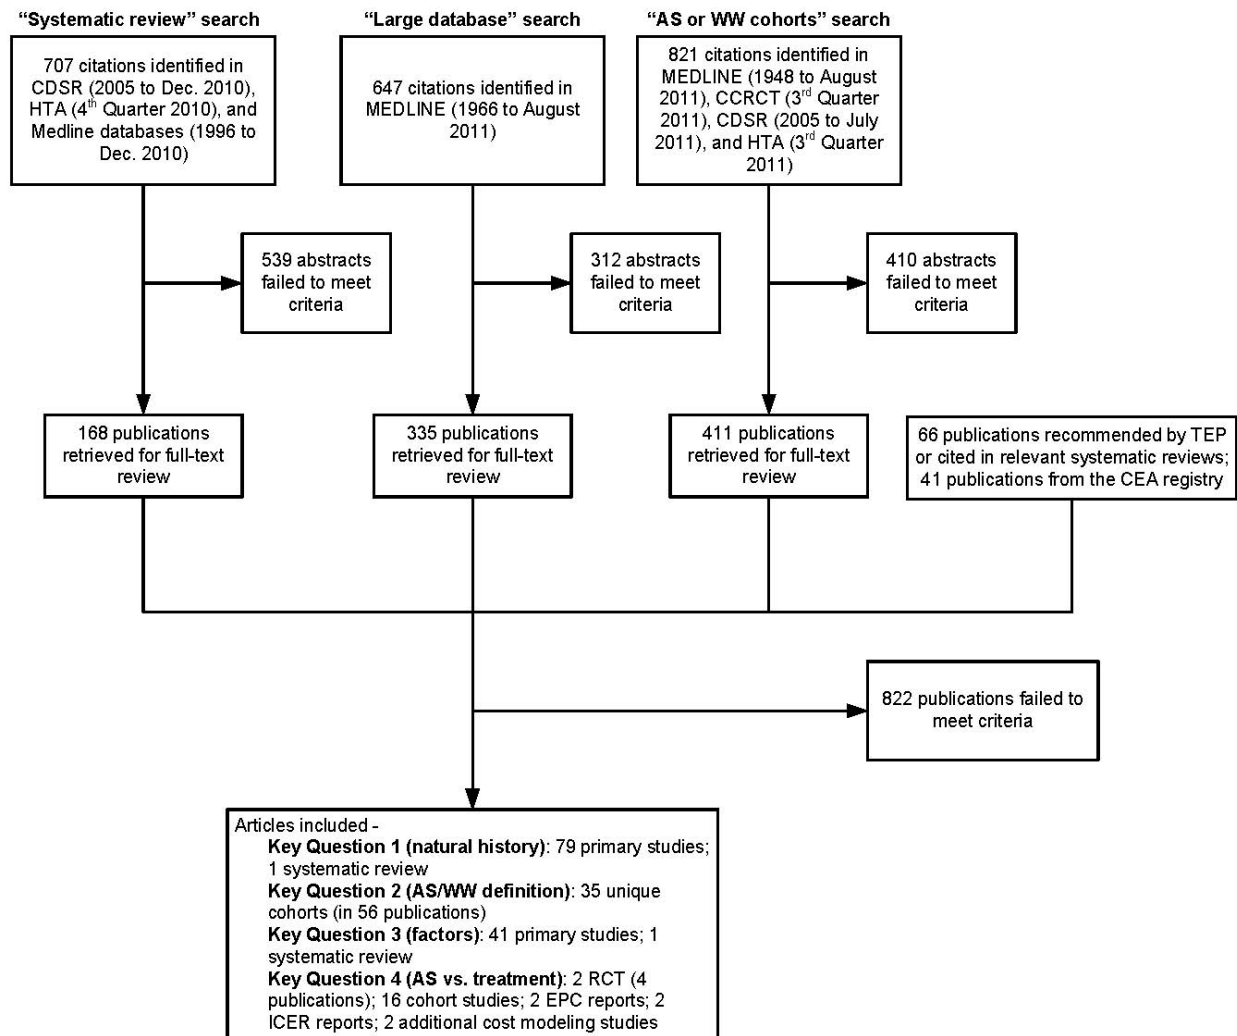 “Systematic review” search
707 citations identified in
CDSR (2005 to Dec. 2010),
HTA (4th Quarter 2010), and
Medline databases (1996 to
Dec. 2010)
“Large database” search
647 citations identified in
MEDLINE (1966 to August
2011)
“AS or WW cohorts” search
821 citations identified in
MEDLINE (1948 to August
2011), CCRCT (3rd Quarter
2011), CDSR (2005 to July
2011), and HTA (3rd Quarter
2011)
539 abstracts
failed to meet
criteria
312 abstracts
failed to meet
criteria
410 abstracts
failed to meet
criteria
168 publications
retrieved for full-text
review
335 publications
retrieved for full-text
review
411 publications
retrieved for full-text
review
66 publications recommended by TEP
or cited in relevant systematic reviews;
41 publications from the CEA registry
822 publications failed to
meet criteria
Articles included -
Key Question 1 (natural history): 79 primary studies;
1 systematic review
Key Question 2 (AS/WW definition): 35 unique
cohorts (in 56 publications)
Key Question 3 (factors): 41 primary studies; 1
systematic review
Key Question 4 (AS vs. treatment): 2 RCT (4
publications); 16 cohort studies; 2 EPC reports; 2
ICER reports; 2 additional cost modeling studies